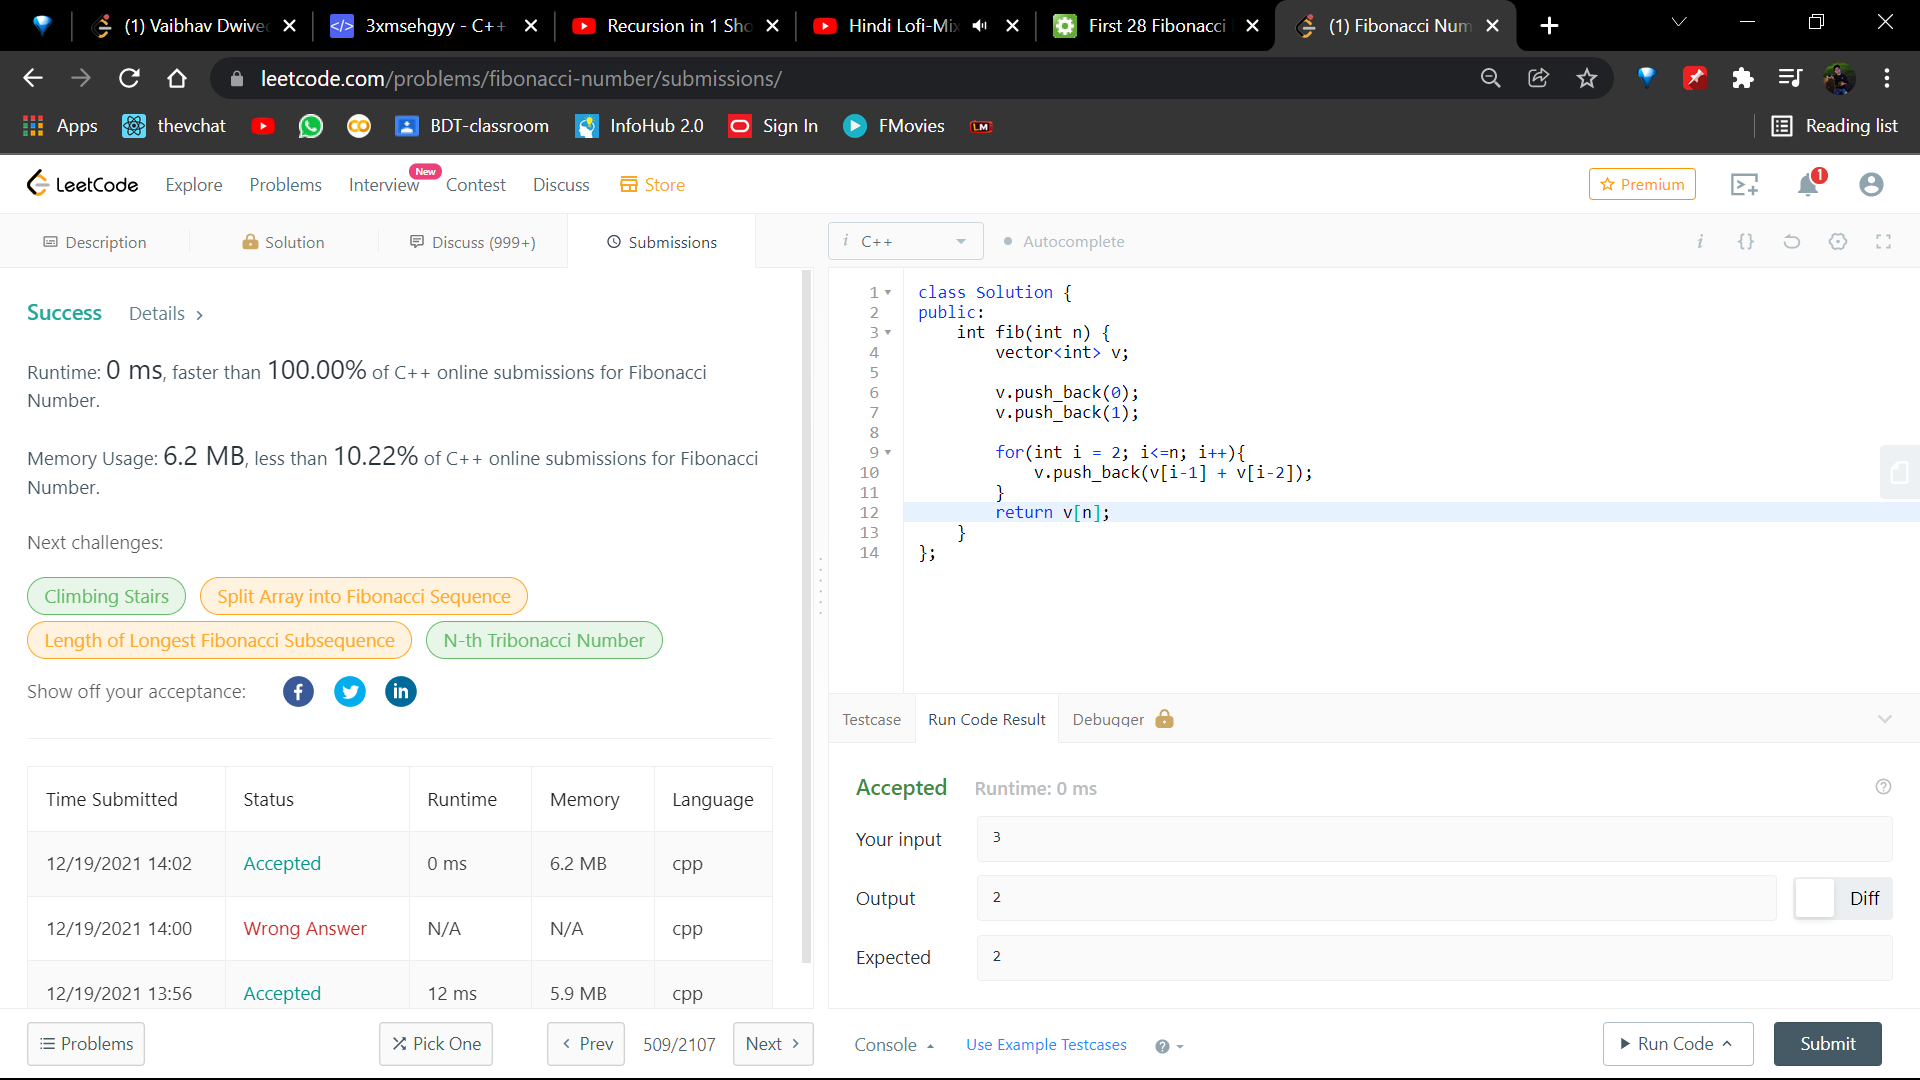 (1) Vaibhav Dwive
3xmsehgyy - C++
Recursion in 1 Sho
Hindi Lofi-Mix
First 28 Fibonacci
(1) Fibonacci Num
leetcode.com/problems/fibonacci-number/submissions/
Apps
thevchat
BDT-classroom
InfoHub 2.0
Sign In
FMovies
LM
Reading list
LeetCode
Explore
Problems
Interview
New
Contest
Discuss
Store
Premium
1
Description
Solution
Discuss (999+)
Submissions
i C++
Autocomplete
i
{}
Success
Details >
Runtime: 0 ms, faster than 100.00% of C++ online submissions for Fibonacci
Number.
Memory Usage: 6.2 MB, less than 10.22% of C++ online submissions for Fibonacci
Number.
Next challenges:
Climbing Stairs
Split Array into Fibonacci Sequence
Length of Longest Fibonacci Subsequence
N-th Tribonacci Number
Show off your acceptance:
Time Submitted Status Runtime Memory Language
12/19/2021 14:02 Accepted 0 ms 6.2 MB cpp
12/19/2021 14:00 Wrong Answer N/A N/A cpp
12/19/2021 13:56 Accepted 12 ms 5.9 MB cpp
Problems
Pick One
< Prev
509/2107
Next >
1 class Solution {
2 public:
3 int fib(int n) {
4 vector<int> v;
5
6 v.push_back(0);
7 v.push_back(1);
8
9 for(int i = 2; i<=n; i++){
10 v.push_back(v[i-1] + v[i-2]);
11 }
12 return v[n];
13 }
14 };
Testcase
Run Code Result
Debugger
Accepted
Runtime: 0 ms
Your input
3
Output
2
Diff
Expected
2
Console
Use Example Testcases
Run Code
Submit